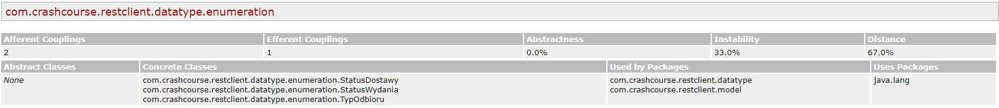 com.crashcourse.restclient.datatype.enumeration
Afferent Couplings Efferent Couplings Abstractness Instability Distance
2 1 0.0% 33.0% 67.0%
Abstract Classes Concrete Classes Used by Packages Uses Packages
None com.crashcourse.restclient.datatype.enumeration.StatusDostawy com.crashcourse.restclient.datatype java.lang
com.crashcourse.restclient.datatype.enumeration.StatusWydania com.crashcourse.restclient.model
com.crashcourse.restclient.datatype.enumeration.TypOdbioru